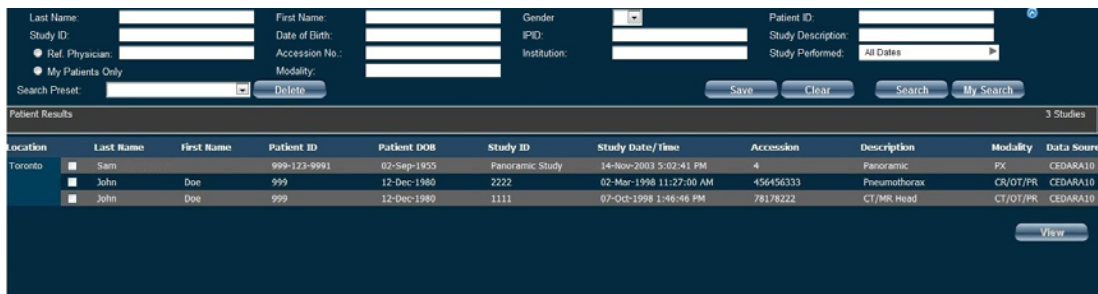 Last Name: First Name: Gender Patient ID:
Study ID: Date of Birth: IPID: Study Description:
Ref. Physician: Accession No.: Institution: Study Performed: All Dates
My Patients Only Modality:
Search Preset: Delete Save Clear Search My Search
Patient Results 3 Studies
Location Last Name First Name Patient ID Patient DOB Study ID Study Date/Time Accession Description Modality Data Sourc
Toronto Sam 999-123-9991 02-Sep-1955 Panoramic Study 14-Nov-2003 5:02:41 PM 4 Panoramic PX CEDARA10
John Doe 999 12-Dec-1980 2222 02-Mar-1998 11:27:00 AM 456456333 Pneumothorax CR/OT/PR CEDARA10
John Doe 999 12-Dec-1980 1111 07-Oct-1998 1:46:46 PM 78178222 CT/MR Head CT/OT/PR CEDARA10
View